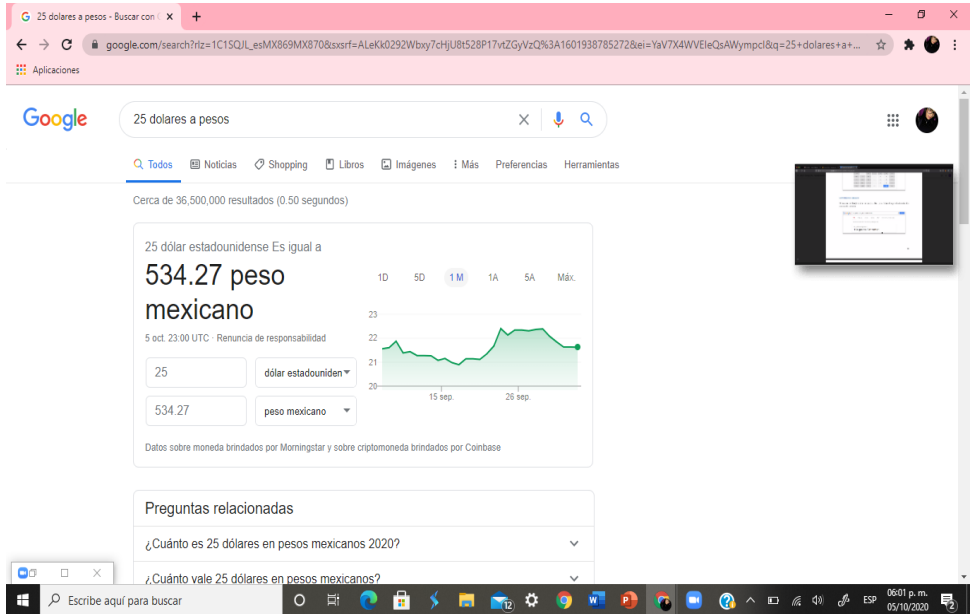 25 dolares a pesos - Buscar con G
google.com/search?rlz=1C1SQJL_esMX869MX870&sxsrf=ALeKk0292Wbxy7cHjU8t528P17vtZGyVzQ%3A1601938785272&ei=YaV7X4WVEleQsAWympcl&q=25+dolares+a+...
Aplicaciones
Google
25 dolares a pesos
Todos Noticias Shopping Libros Imágenes Más Preferencias Herramientas
Cerca de 36,500,000 resultados (0.50 segundos)
25 dólar estadounidense Es igual a
534.27 peso
mexicano
5 oct. 23:00 UTC · Renuncia de responsabilidad
25 dólar estadouniden
534.27 peso mexicano
1D 5D 1 M 1A 5A Máx.
23
22
21
20
15 sep. 26 sep.
Datos sobre moneda brindados por Morningstar y sobre criptomoneda brindados por Coinbase
Preguntas relacionadas
¿Cuánto es 25 dólares en pesos mexicanos 2020?
¿Cuánto vale 25 dólares en pesos mexicanos?
Escribe aquí para buscar
12
ESP
06:01 p. m.
05/10/2020
2